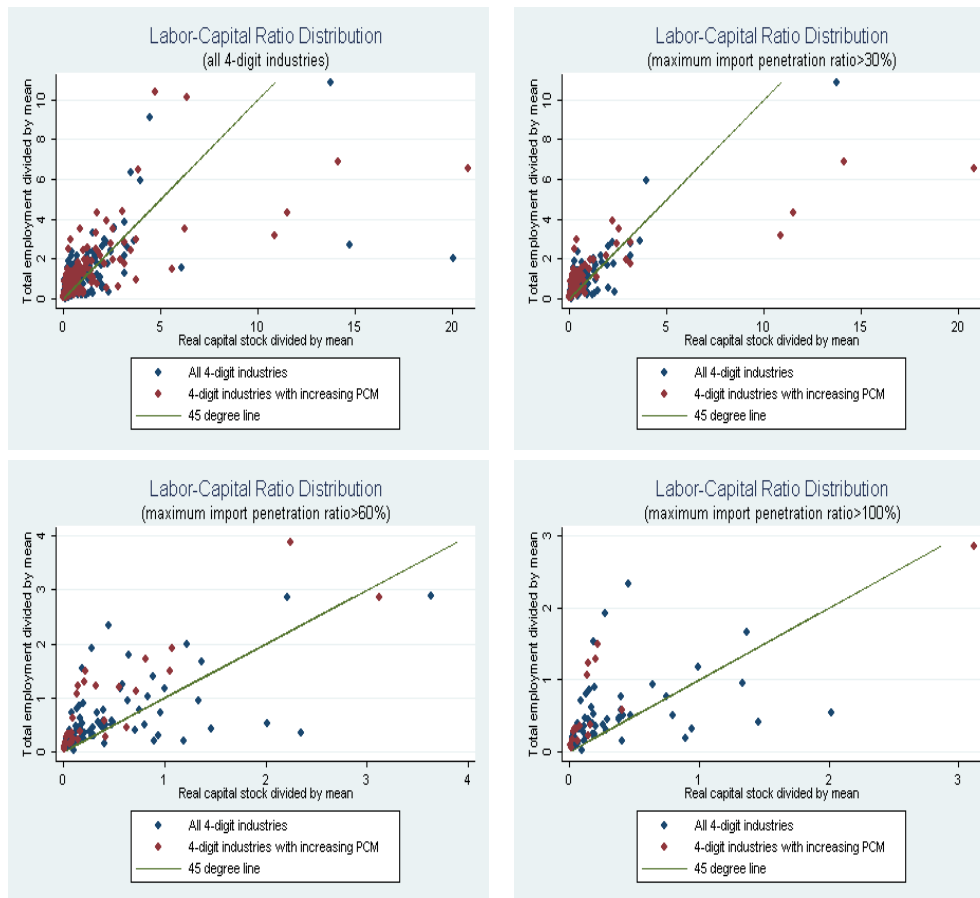 Labor-Capital Ratio Distribution
(all 4-digit industries)
Total employment divided by mean
0 2 4 6 8 10
0 5 10 15 20
Real capital stock divided by mean
All 4-digit industries
4-digit industries with increasing PCM
45 degree line
Labor-Capital Ratio Distribution
(maximum import penetration ratio>30%)
Total employment divided by mean
0 2 4 6 8 10
0 5 10 15 20
Real capital stock divided by mean
All 4-digit industries
4-digit industries with increasing PCM
45 degree line
Labor-Capital Ratio Distribution
(maximum import penetration ratio>60%)
Total employment divided by mean
0 1 2 3 4
0 1 2 3 4
Real capital stock divided by mean
All 4-digit industries
4-digit industries with increasing PCM
45 degree line
Labor-Capital Ratio Distribution
(maximum import penetration ratio>100%)
Total employment divided by mean
0 1 2 3
0 1 2 3
Real capital stock divided by mean
All 4-digit industries
4-digit industries with increasing PCM
45 degree line